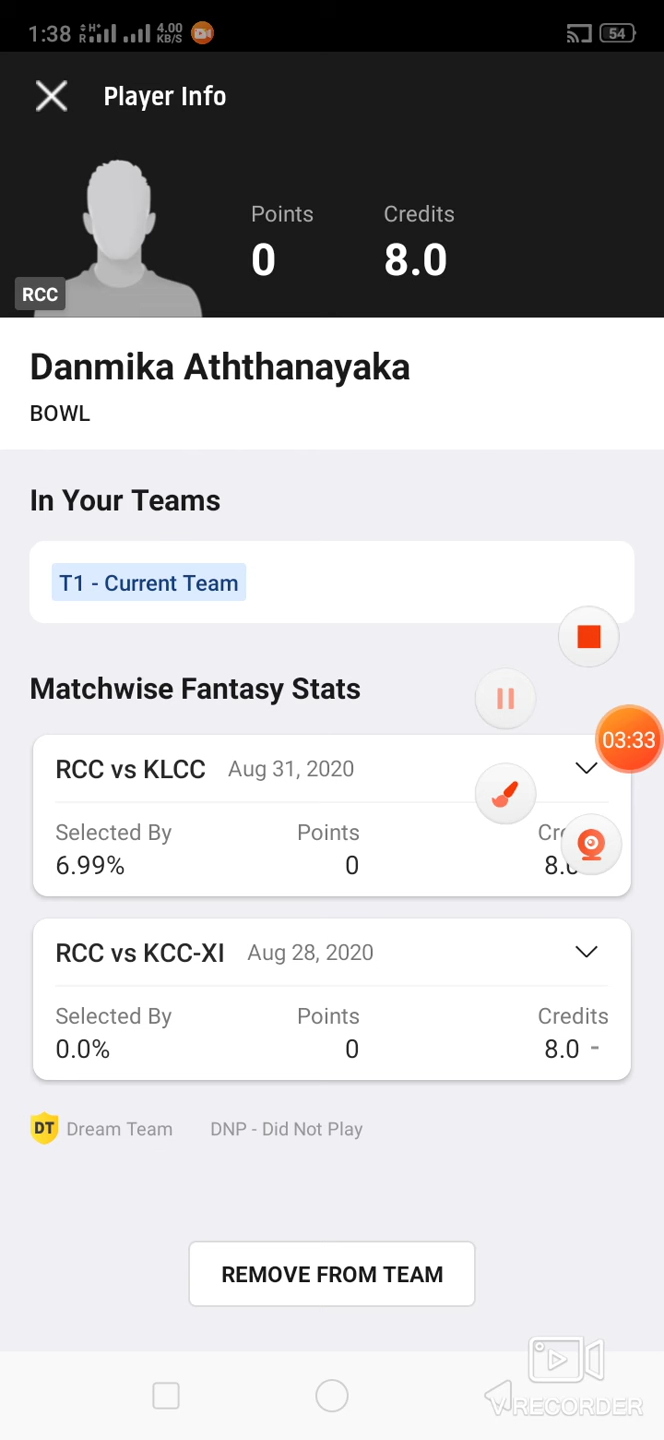 1:38 R H+ 4.00 KB/S 54
Player Info
Points Credits
0 8.0
RCC
Danmika Aththanayaka
BOWL
In Your Teams
T1 - Current Team
Matchwise Fantasy Stats
03:33
RCC vs KLCC Aug 31, 2020
Selected By Points Cre
6.99% 0 8.0
RCC vs KCC-XI Aug 28, 2020
Selected By Points Credits
0.0% 0 8.0 -
DT Dream Team DNP - Did Not Play
REMOVE FROM TEAM
VRECORDER